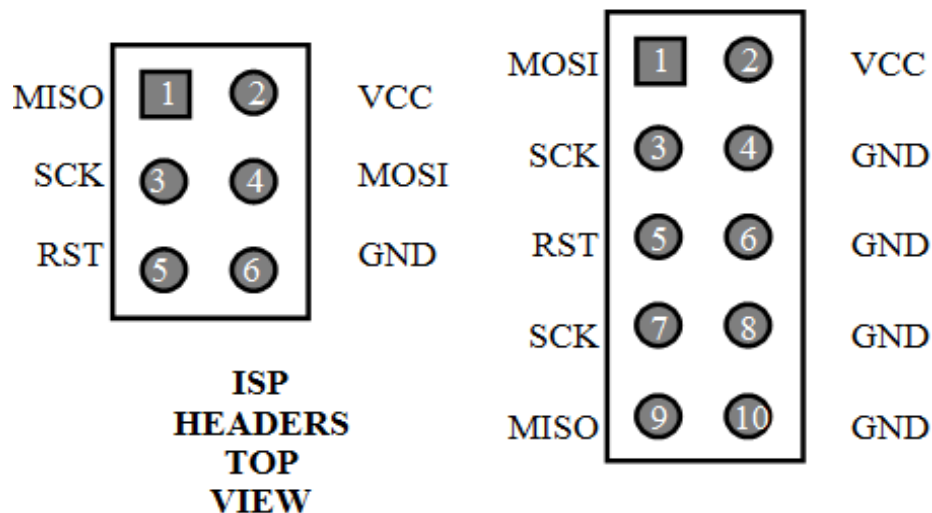 MISO 1 2 VCC
SCK 3 4 MOSI
RST 5 6 GND
ISP
HEADERS
TOP
VIEW
MOSI 1 2 VCC
SCK 3 4 GND
RST 5 6 GND
SCK 7 8 GND
MISO 9 10 GND